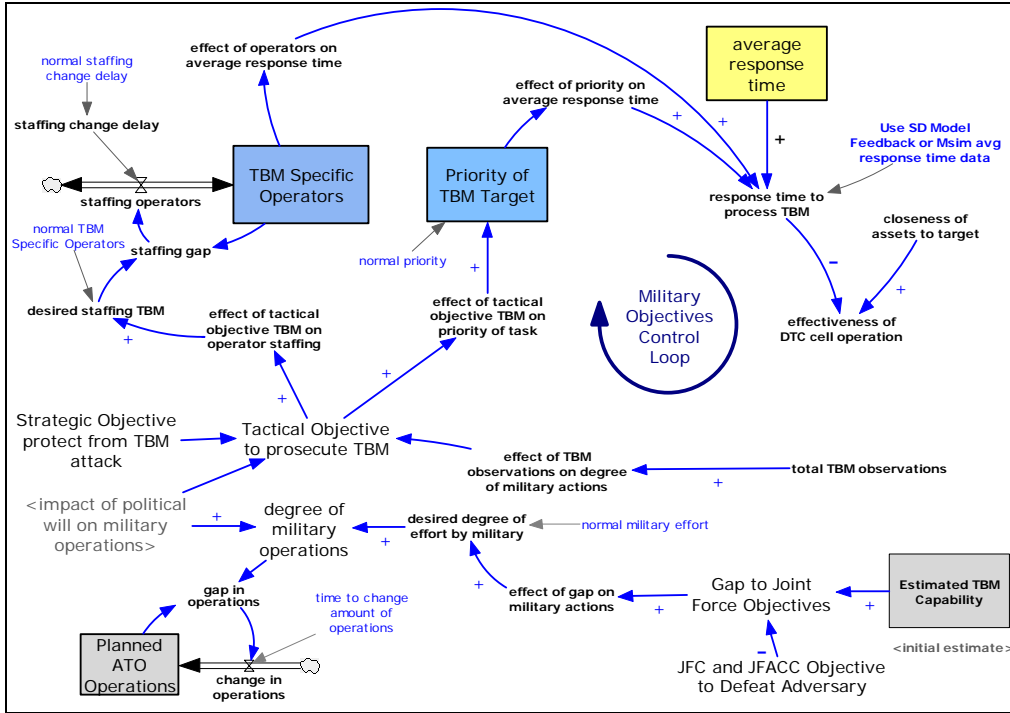 normal staffing
change delay
staffing change delay
staffing operators
effect of operators on
average response time
TBM Specific
Operators
normal TBM
Specific Operators
staffing gap
desired staffing TBM
+
effect of tactical
objective TBM on
operator staffing
+
effect of priority on
average response time
+
+
Priority of
TBM Target
normal priority
+
effect of tactical
objective TBM on
priority of task
+
average
response
time
+
Use SD Model
Feedback or Msim avg
response time data
response time to
process TBM
closeness of
assets to target
–
+
effectiveness of
DTC cell operation
Military
Objectives
Control
Loop
Strategic Objective
protect from TBM
attack
Tactical Objective
to prosecute TBM
effect of TBM
observations on degree
of military actions
+
total TBM observations
<impact of political
will on military
operations>
+
degree of
military
operations
+
desired degree of
effort by military
normal military effort
+
effect of gap on
military actions
+
Gap to Joint
Force Objectives
+
Estimated TBM
Capability
<initial estimate>
–
JFC and JFACC Objective
to Defeat Adversary
gap in
operations
time to change
amount of
operations
Planned
ATO
Operations
change in
operations